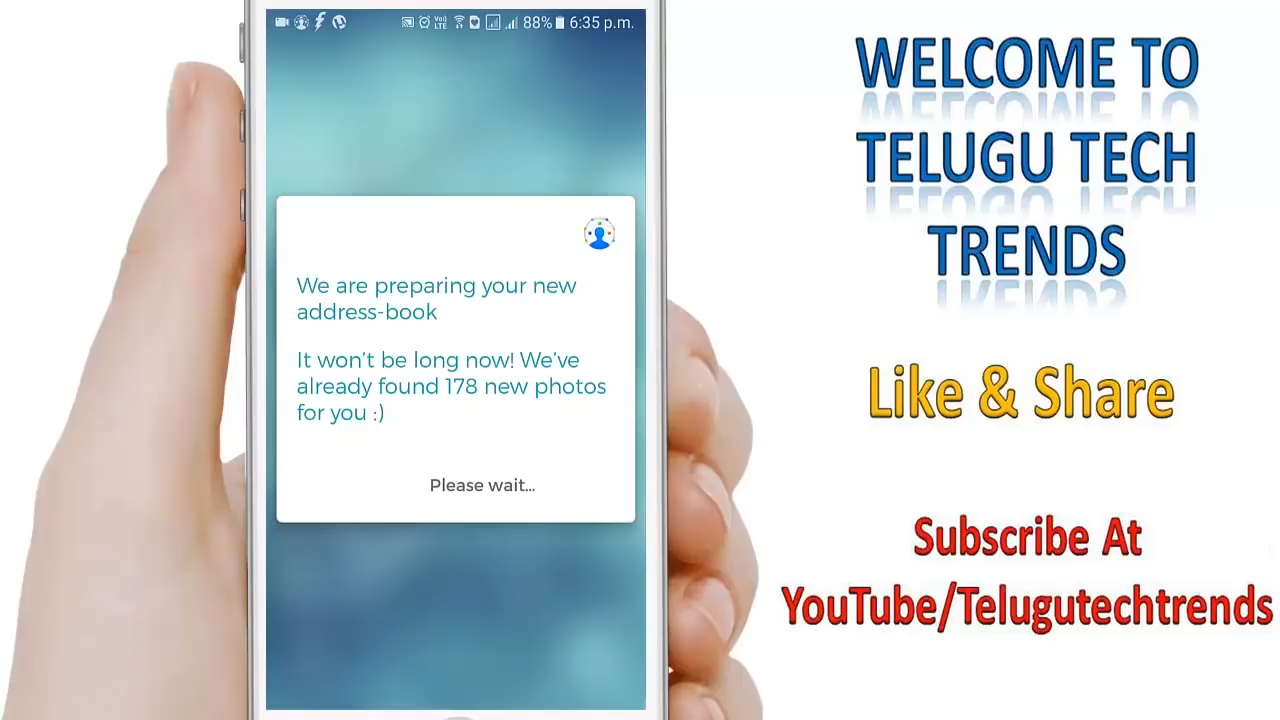 88% 6:35 p.m.
We are preparing your new
address-book
It won't be long now! We've
already found 178 new photos
for you :)
Please wait...
WELCOME TO
TELUGU TECH
TRENDS
Like & Share
Subscribe At
YouTube/Telugutechtrends